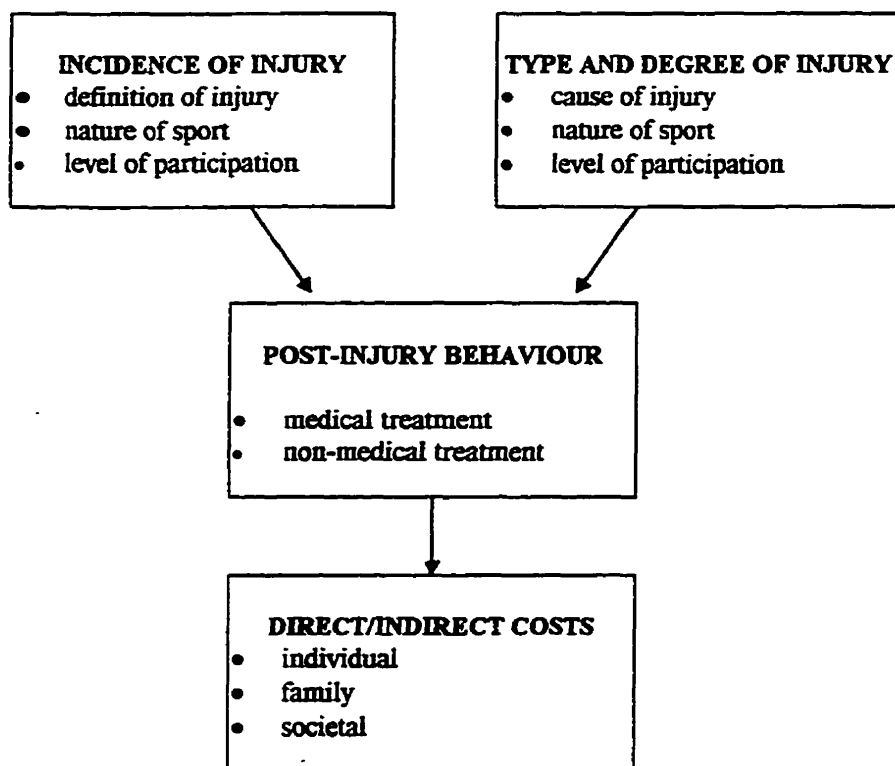 INCIDENCE OF INJURY
• definition of injury
• nature of sport
• level of participation
TYPE AND DEGREE OF INJURY
• cause of injury
• nature of sport
• level of participation
POST-INJURY BEHAVIOUR
• medical treatment
• non-medical treatment
DIRECT/INDIRECT COSTS
• individual
• family
• societal